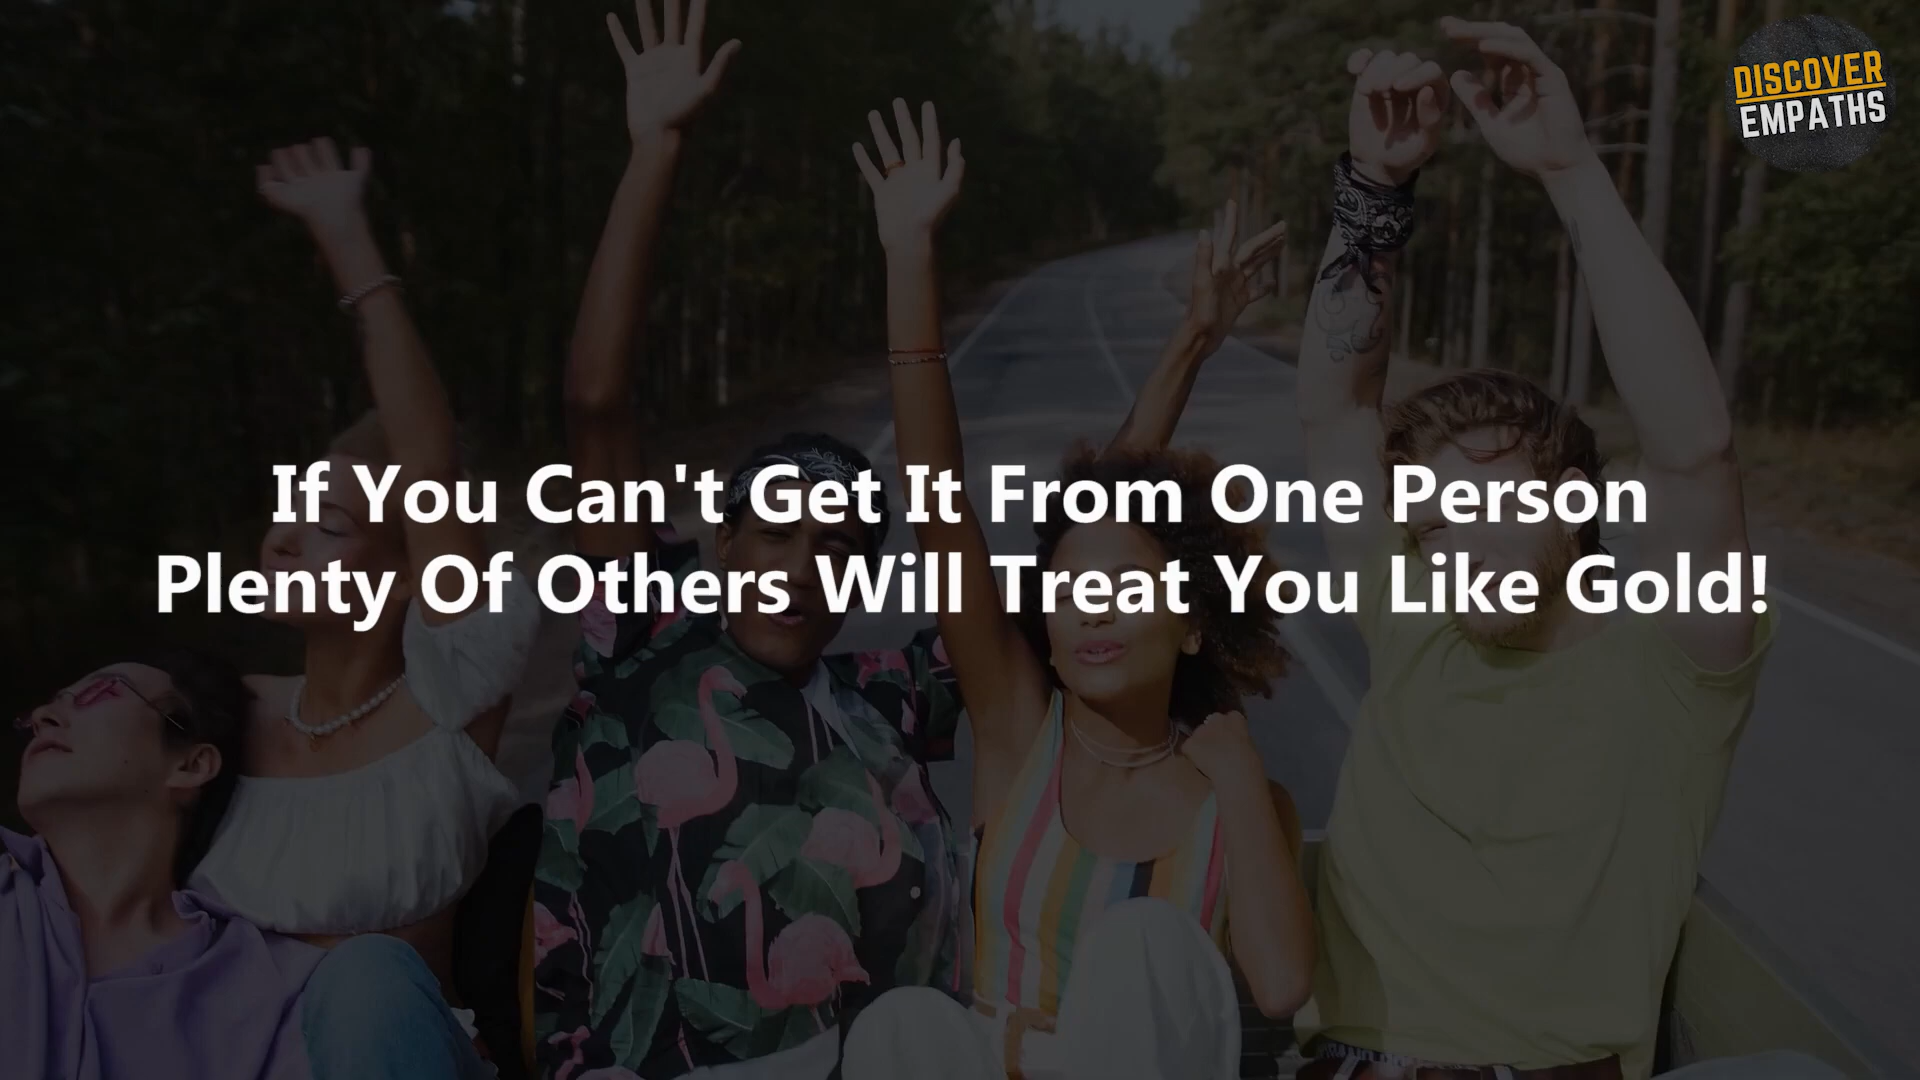 DISCOVER
EMPATHS
If You Can't Get It From One Person
Plenty Of Others Will Treat You Like Gold!